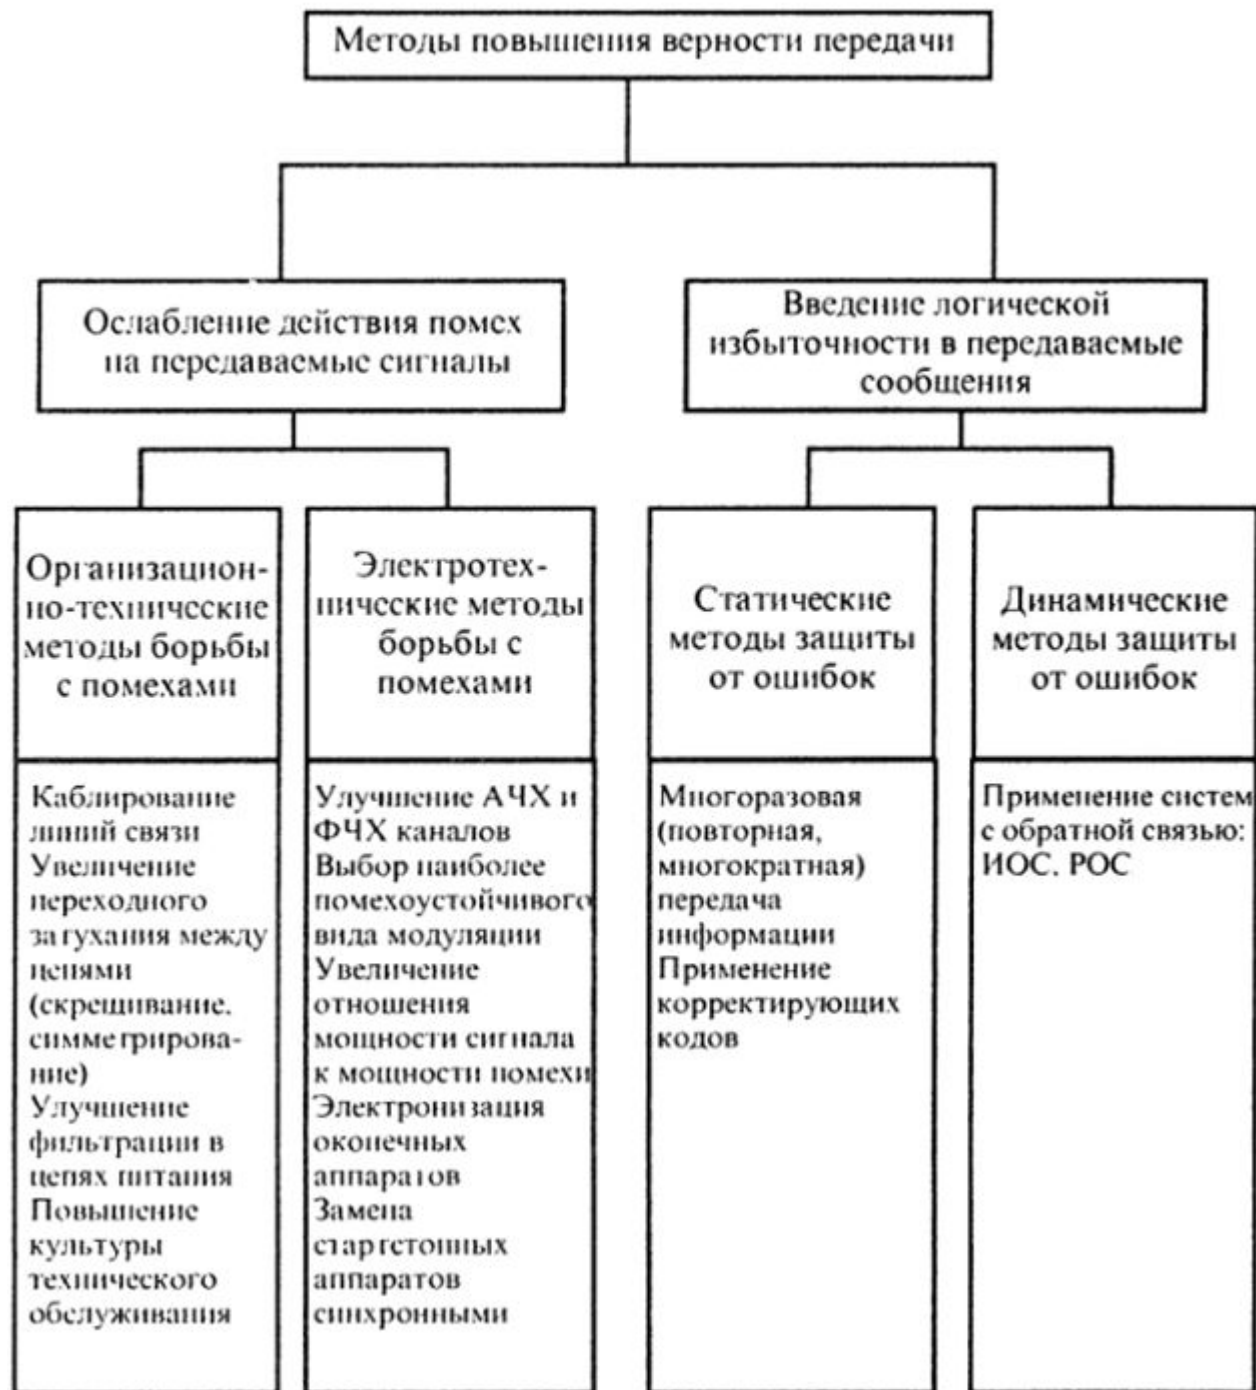 Методы повышения верности передачи
Ослабление действия помех
на передаваемые сигналы
Введение логической
избыточности в передаваемые
сообщения
Организацион-
но-технические
методы борьбы
с помехами
Электротех-
нические методы
борьбы с
помехами
Статические
методы защиты
от ошибок
Динамические
методы защиты
от ошибок
Каблирование
линий связи
Увеличение
переходного
затухания между
цепями
(скрещивание,
симметрирова-
ние)
Улучшение
фильтрации в
цепях питания
Повышение
культуры
технического
обслуживания
Улучшение АЧХ и
ФЧХ каналов
Выбор наиболее
помехоустойчивого
вида модуляции
Увеличение
отношения
мощности сигнала
к мощности помехи
Электронизация
оконечных
аппаратов
Замена
стартстопных
аппаратов
синхронными
Многоразовая
(повторная,
многократная)
передача
информации
Применение
корректирующих
кодов
Применение систем
с обратной связью:
ИОС, РОС